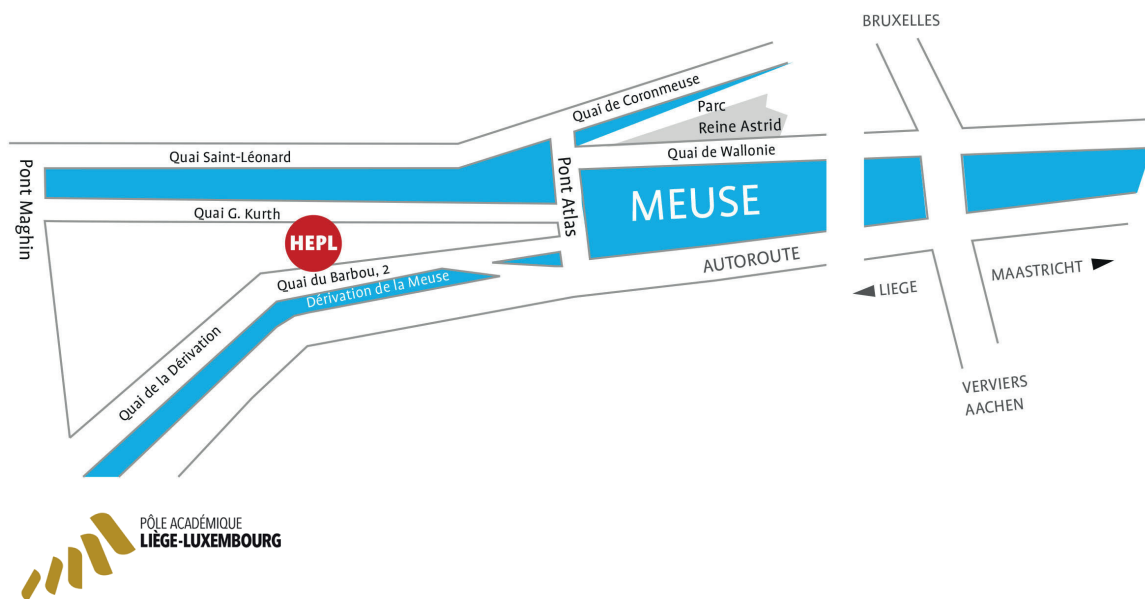 BRUXELLES
Quai de Coronmeuse
Parc
Reine Astrid
Quai Saint-Léonard
Quai de Wallonie
Pont Maghin
Pont Atlas
MEUSE
Quai G. Kurth
HEPL
AUTOROUTE
Quai du Barbou, 2
Dérivation de la Meuse
MAASTRICHT
LIEGE
Quai de la Dérivation
VERVIERS
AACHEN
PÔLE ACADÉMIQUE
LIÈGE-LUXEMBOURG